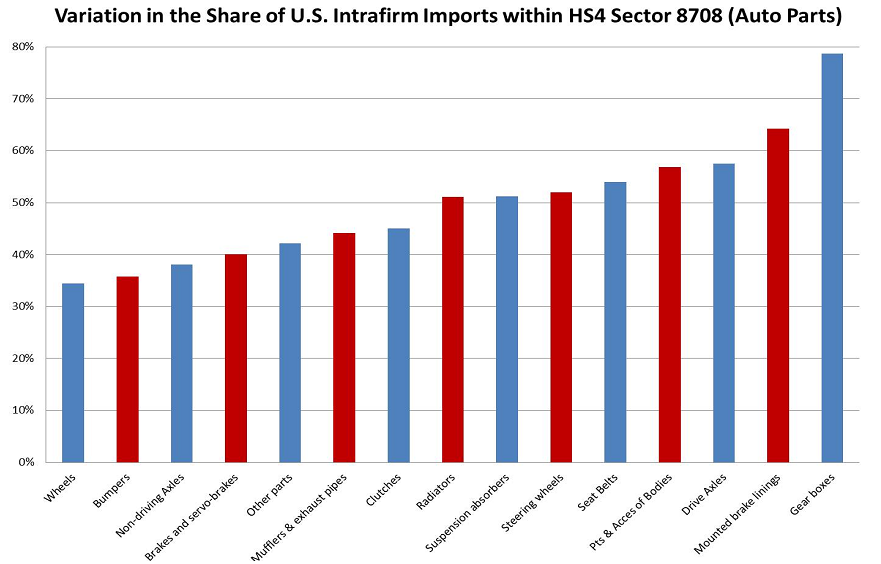 Variation in the Share of U.S. Intrafirm Imports within HS4 Sector 8708 (Auto Parts)
80%
70%
60%
50%
40%
30%
20%
10%
0%
Wheels
Bumpers
Non-driving Axles
Brakes and servo-brakes
Other parts
Mufflers & exhaust pipes
Clutches
Radiators
Suspension absorbers
Steering wheels
Seat Belts
Pts & Acces of Bodies
Drive Axles
Mounted brake linings
Gear boxes